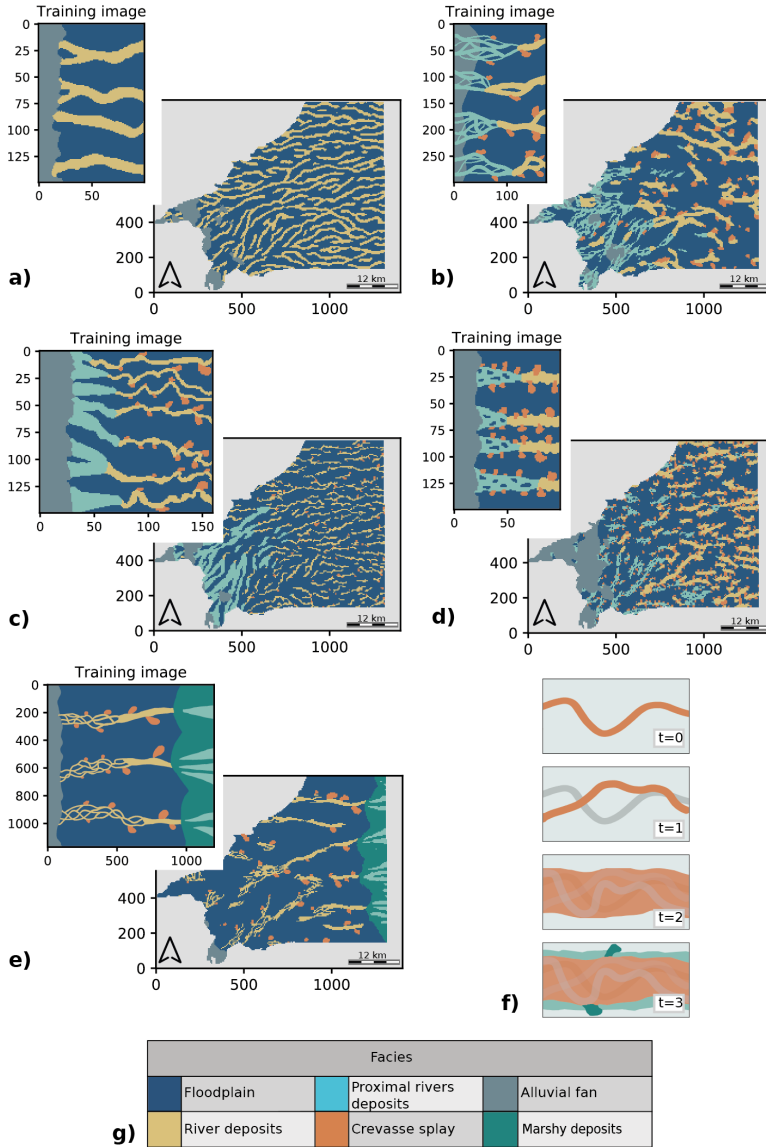 Training image
0
25
50
75
100
125
0
50
400
200
0
0
500
1000
12 km
a)
Training image
0
50
100
150
200
250
0
100
400
200
0
0
500
1000
12 km
b)
Training image
0
25
50
75
100
125
0
50
100
150
400
200
0
0
500
1000
12 km
c)
Training image
0
25
50
75
100
125
0
50
400
200
0
0
500
1000
12 km
d)
Training image
0
200
400
600
800
1000
0
500
1000
400
200
0
0
500
1000
12 km
e)
t=0
t=1
t=2
t=3
f)
Facies
Floodplain
Proximal rivers
deposits
Alluvial fan
River deposits
Crevasse splay
Marshy deposits
g)